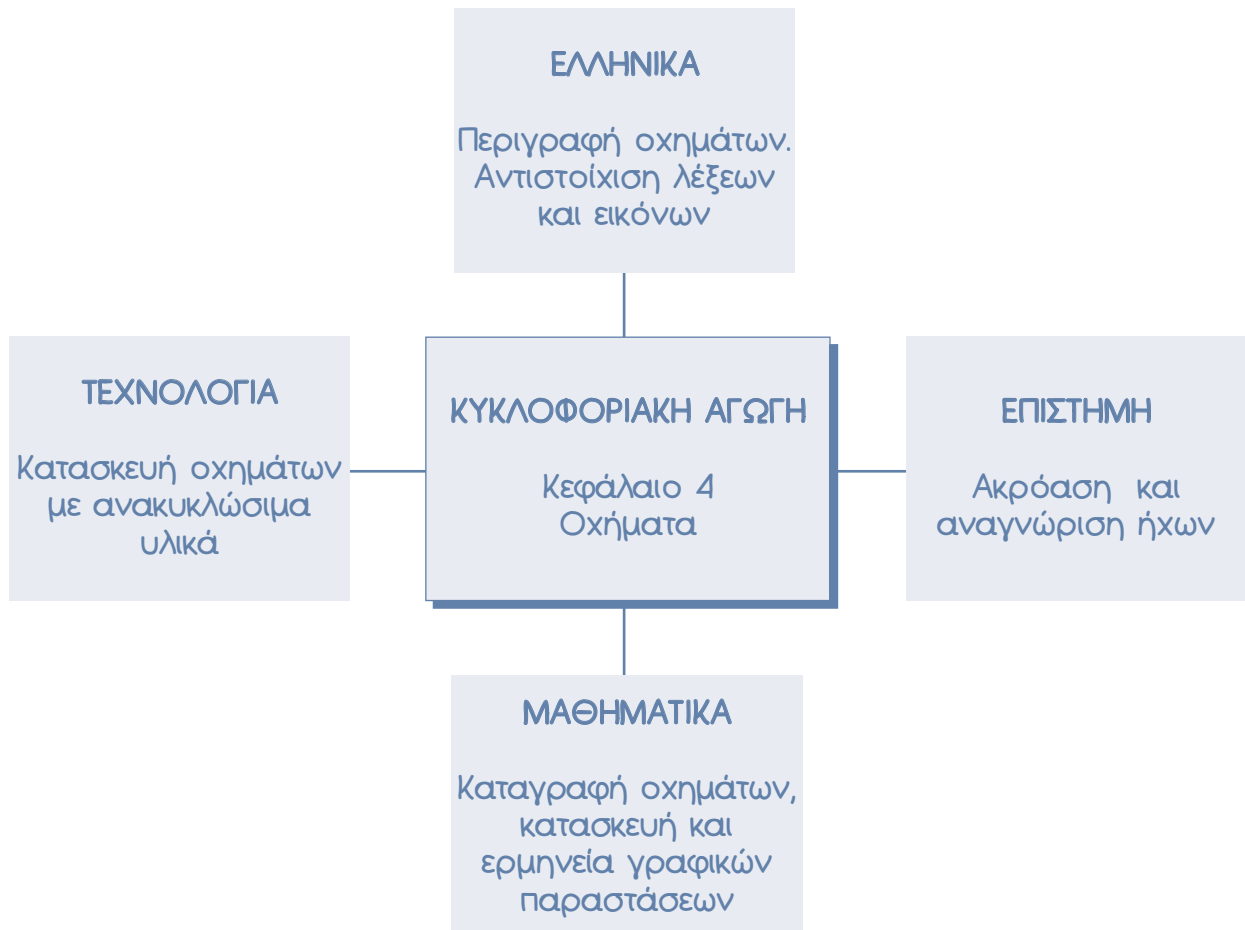 ΕΛΛΗΝΙΚΑ
Περιγραφή οχημάτων.
Αντιστοίχιση λέξεων
και εικόνων
ΤΕΧΝΟΛΟΓΙΑ
Κατασκευή οχημάτων
με ανακυκλώσιμα
υλικά
ΚΥΚΛΟΦΟΡΙΑΚΗ ΑΓΩΓΗ
Κεφάλαιο 4
Οχήματα
ΕΠΙΣΤΗΜΗ
Ακρόαση και
αναγνώριση ήχων
ΜΑΘΗΜΑΤΙΚΑ
Καταγραφή οχημάτων,
κατασκευή και
ερμηνεία γραφικών
παραστάσεων